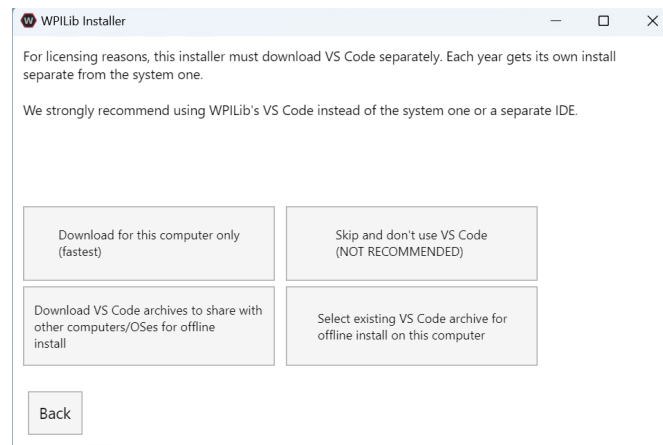 W WPILib Installer
For licensing reasons, this installer must download VS Code separately. Each year gets its own install
separate from the system one.
We strongly recommend using WPILib's VS Code instead of the system one or a separate IDE.
Download for this computer only
(fastest)
Skip and don't use VS Code
(NOT RECOMMENDED)
Download VS Code archives to share with
other computers/OSes for offline
install
Select existing VS Code archive for
offline install on this computer
Back